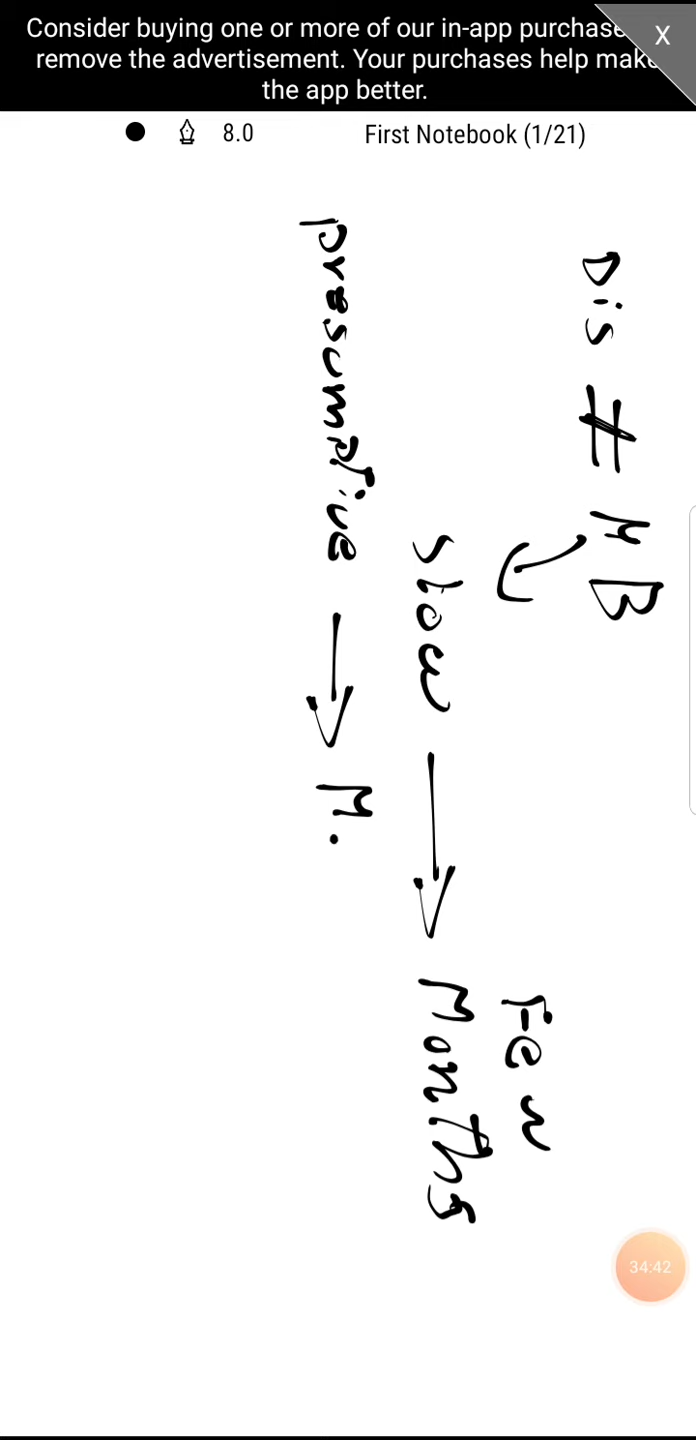 Consider buying one or more of our in-app purchase
remove the advertisement. Your purchases help make
the app better.
X
8.0 First Notebook (1/21)
Dis ≠ MB
Few
slow → Months
presumptive → M.
34:42